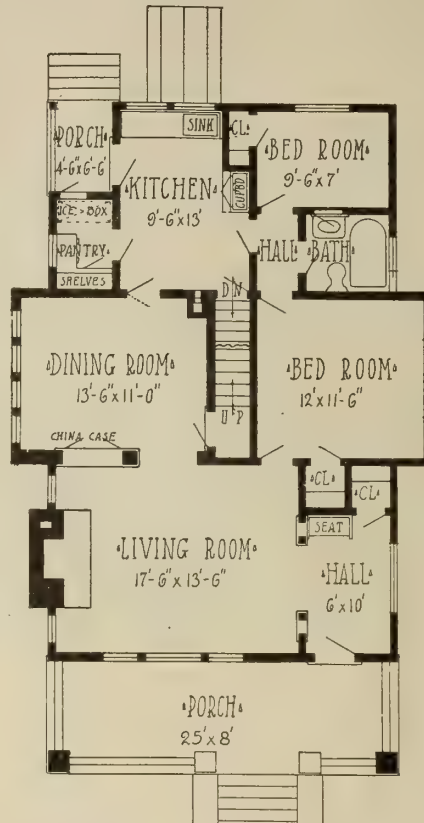 SINK
PORCH
4'-6"x6'-6"
CL.
BED ROOM
9'-6"x7'
KITCHEN
9'-6"x13'
CUPBD
ICE-BOX
PANTRY
SHELVES
HALL
BATH
DN
DINING ROOM
13'-6"x11'-0"
BED ROOM
12'x11'-6"
UP
CHINA CASE
CL.
CL.
SEAT
LIVING ROOM
17'-6"x13'-6"
HALL
6'x10'
PORCH
25'x8'